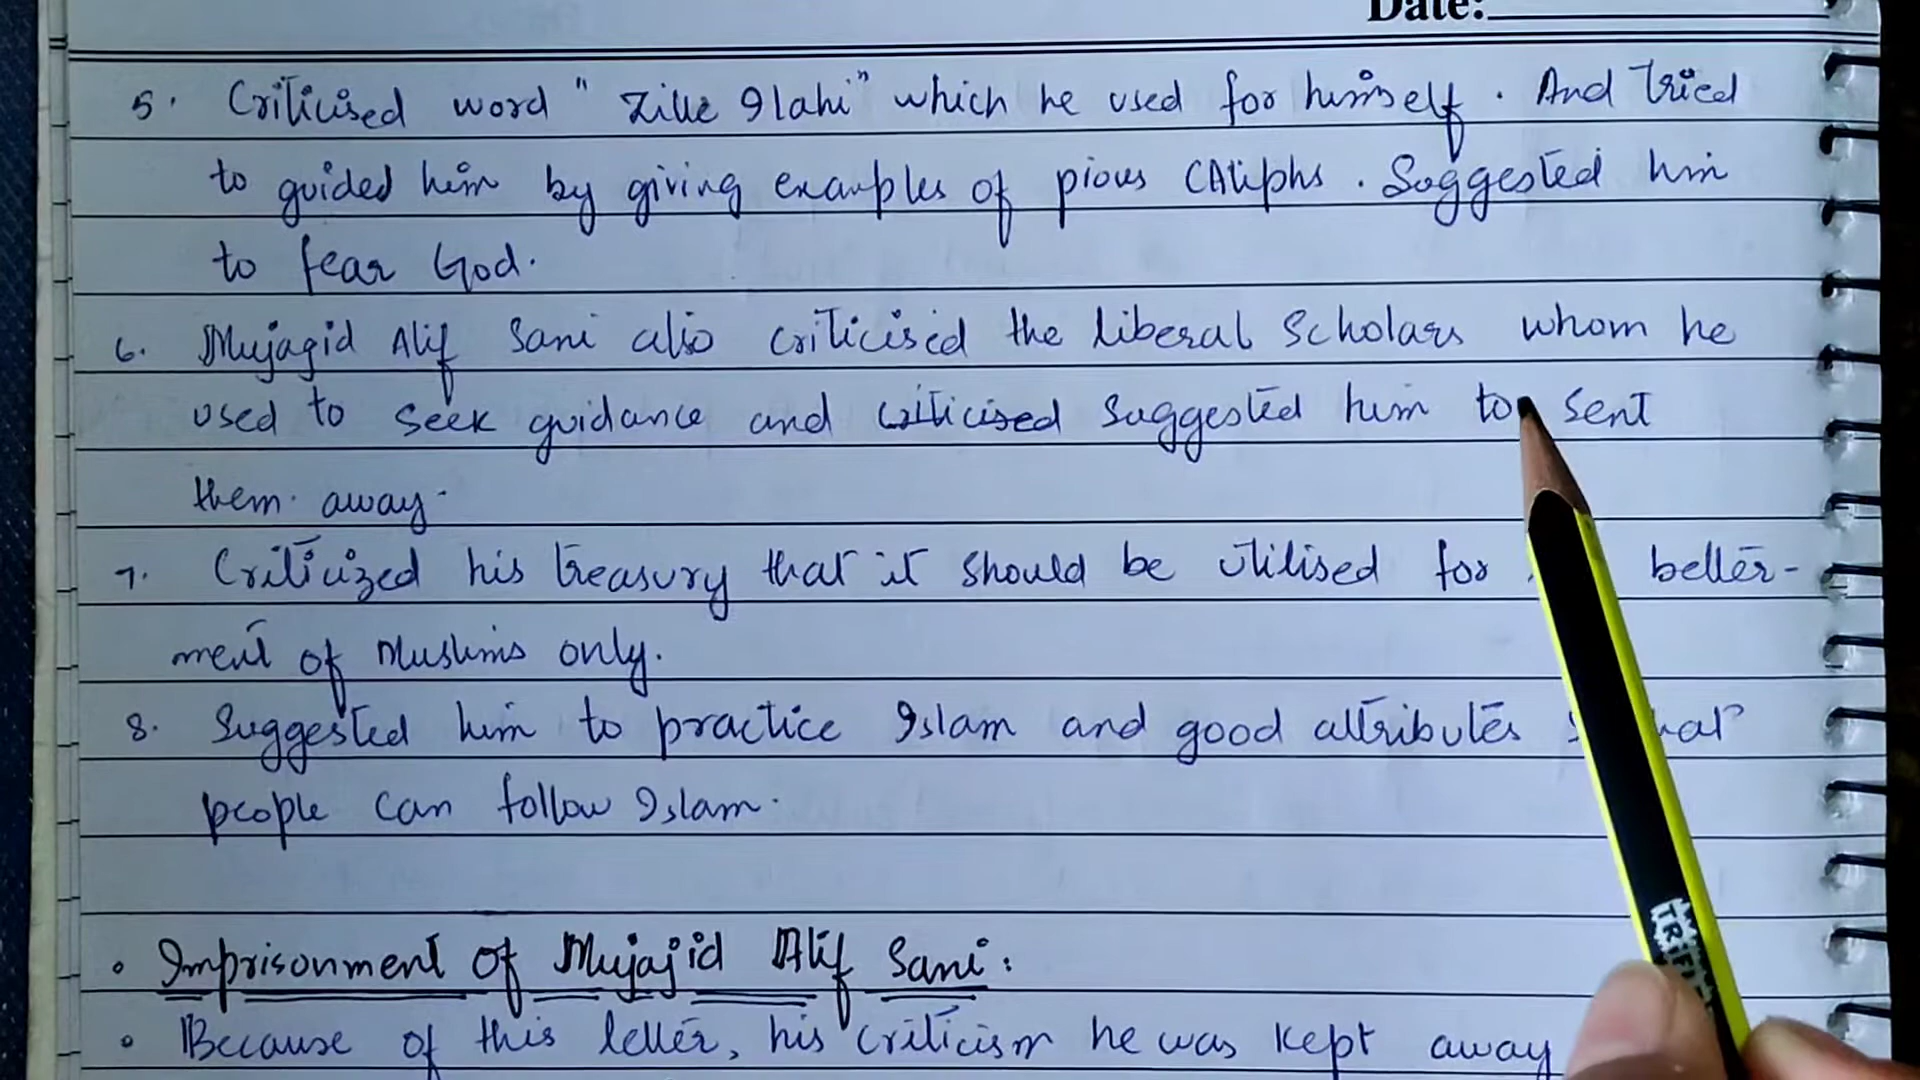 Date:
5. Criticised word "Zille Ilahi" which he used for himself. And tried
to guided him by giving examples of pious CAliphs. Suggested him
to fear God.
6. Mujagid Alif Sani also criticised the liberal Scholars whom he
used to seek guidance and criticised suggested him to sent
them away.
7. Criticized his treasury that it should be utilised for better-
ment of Muslims only.
8. Suggested him to practice Islam and good attributes
people can follow Islam.
• Imprisonment of Mujajid Alif Sani:
• Because of this letter, his criticism he was kept away